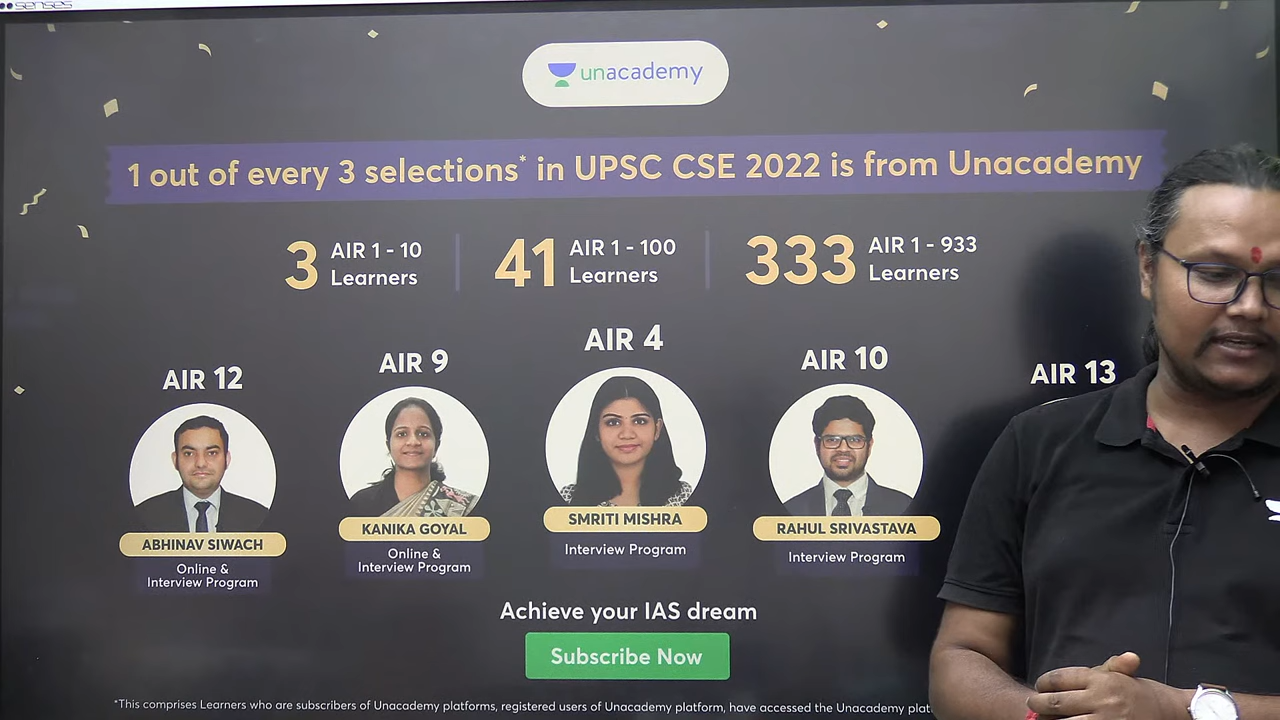 senses
unacademy
1 out of every 3 selections* in UPSC CSE 2022 is from Unacademy
3 AIR 1 - 10 Learners
41 AIR 1 - 100 Learners
333 AIR 1 - 933 Learners
AIR 12
ABHINAV SIWACH
Online &
Interview Program
AIR 9
KANIKA GOYAL
Online &
Interview Program
AIR 4
SMRITI MISHRA
Interview Program
AIR 10
RAHUL SRIVASTAVA
Interview Program
AIR 13
Achieve your IAS dream
Subscribe Now
*This comprises Learners who are subscribers of Unacademy platforms, registered users of Unacademy platform, have accessed the Unacademy